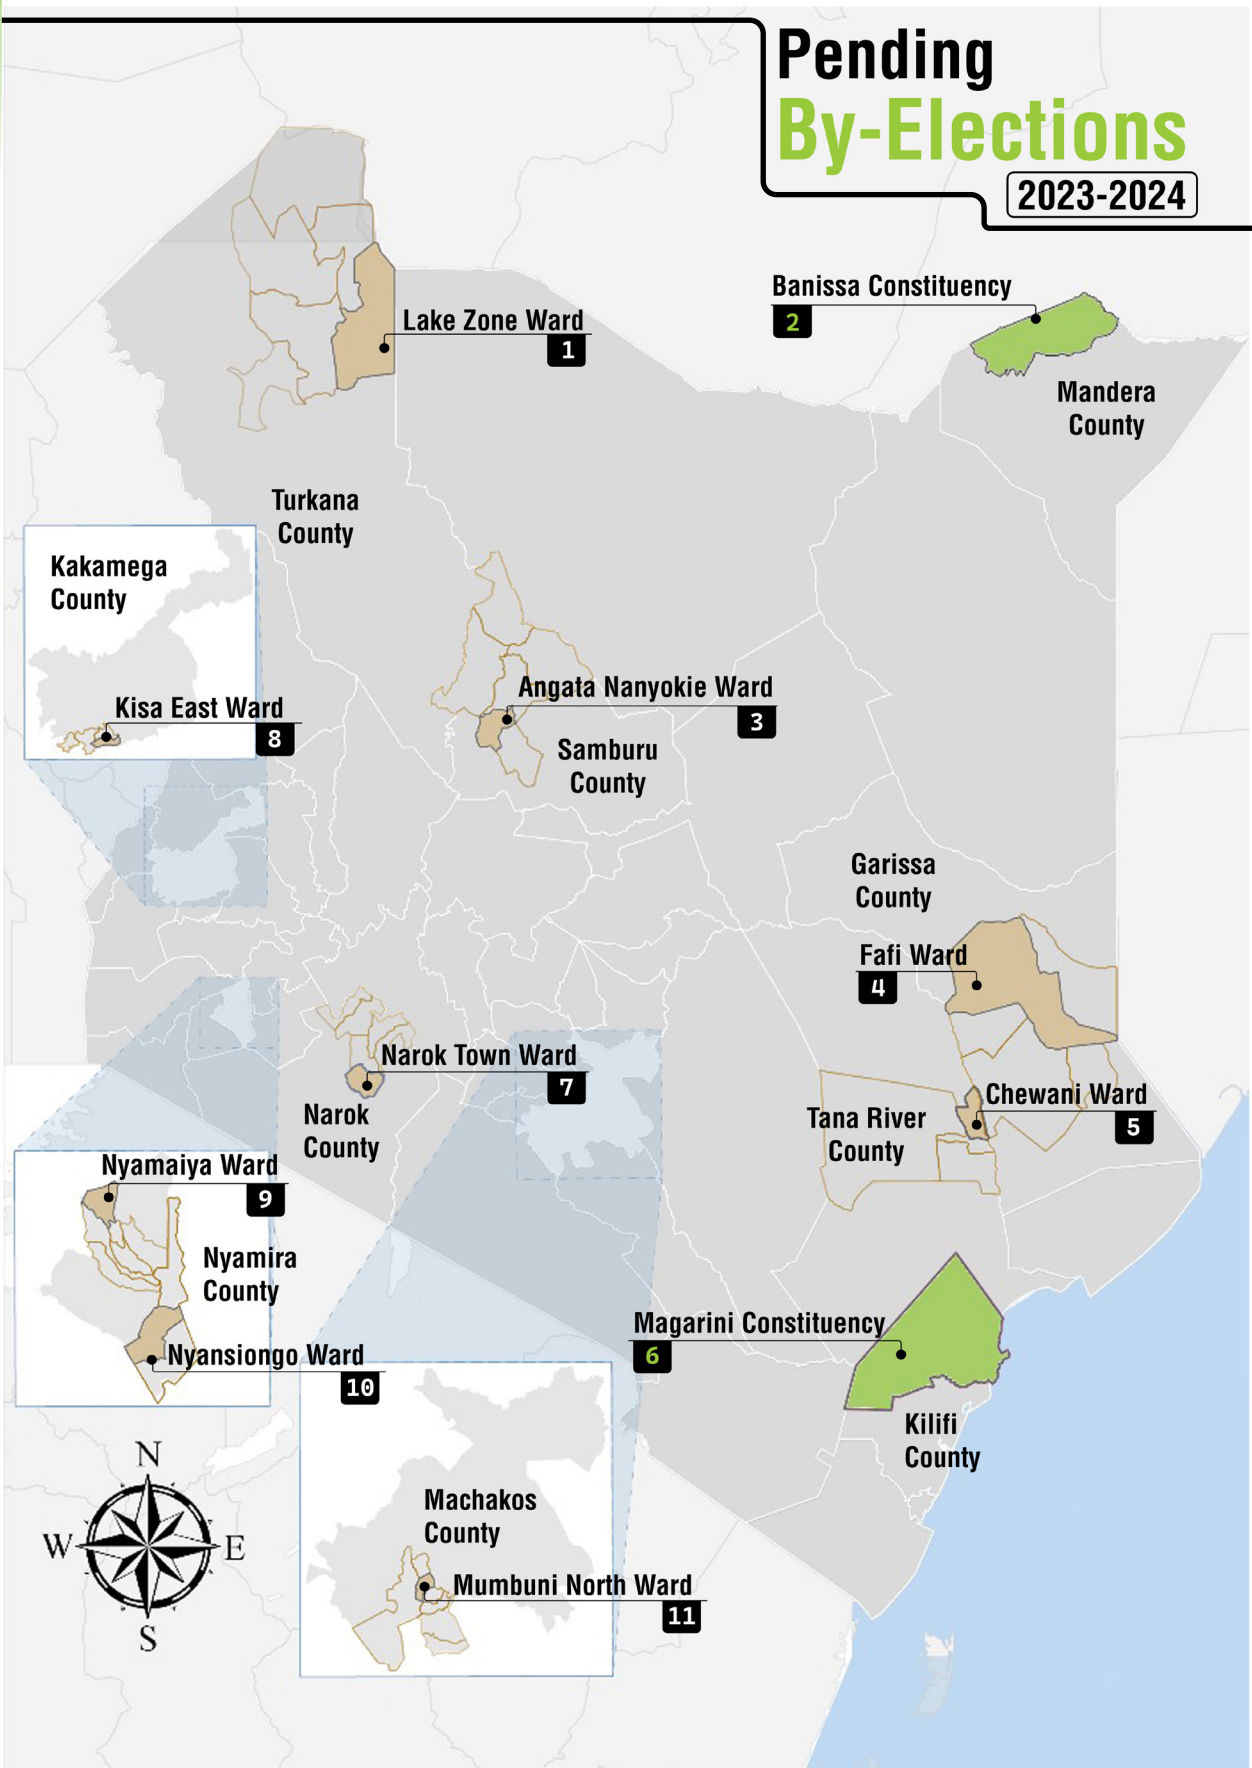 Pending
By-Elections
2023-2024
Banissa Constituency
2
Mandera
County
Lake Zone Ward
1
Turkana
County
Kakamega
County
Kisa East Ward
8
Angata Nanyokie Ward
3
Samburu
County
Garissa
County
Fafi Ward
4
Narok Town Ward
7
Narok
County
Chewani Ward
5
Tana River
County
Nyamaiya Ward
9
Nyamira
County
Nyansiongo Ward
10
Magarini Constituency
6
Kilifi
County
Machakos
County
Mumbuni North Ward
11
N
W
E
S